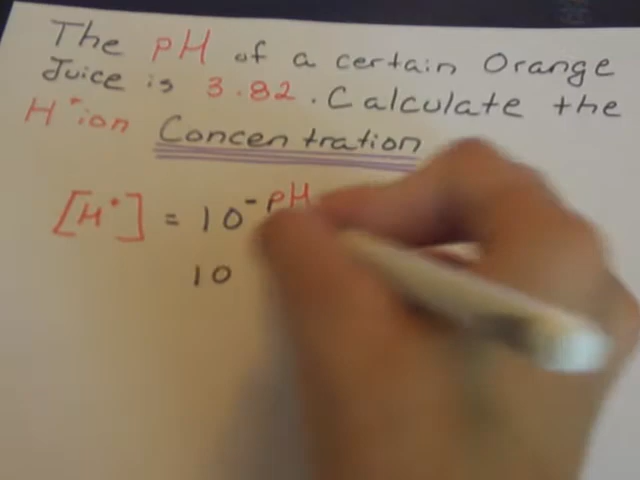 The pH of a certain Orange
Juice is 3.82. Calculate the
H⁺ion Concentration
[H⁺] = 10⁻ᵖᴴ
10